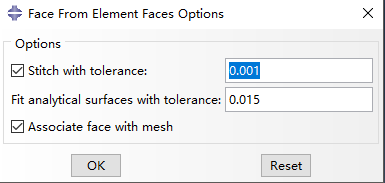 Face From Element Faces Options
Options
Stitch with tolerance: 0.001
Fit analytical surfaces with tolerance: 0.015
Associate face with mesh
OK Reset